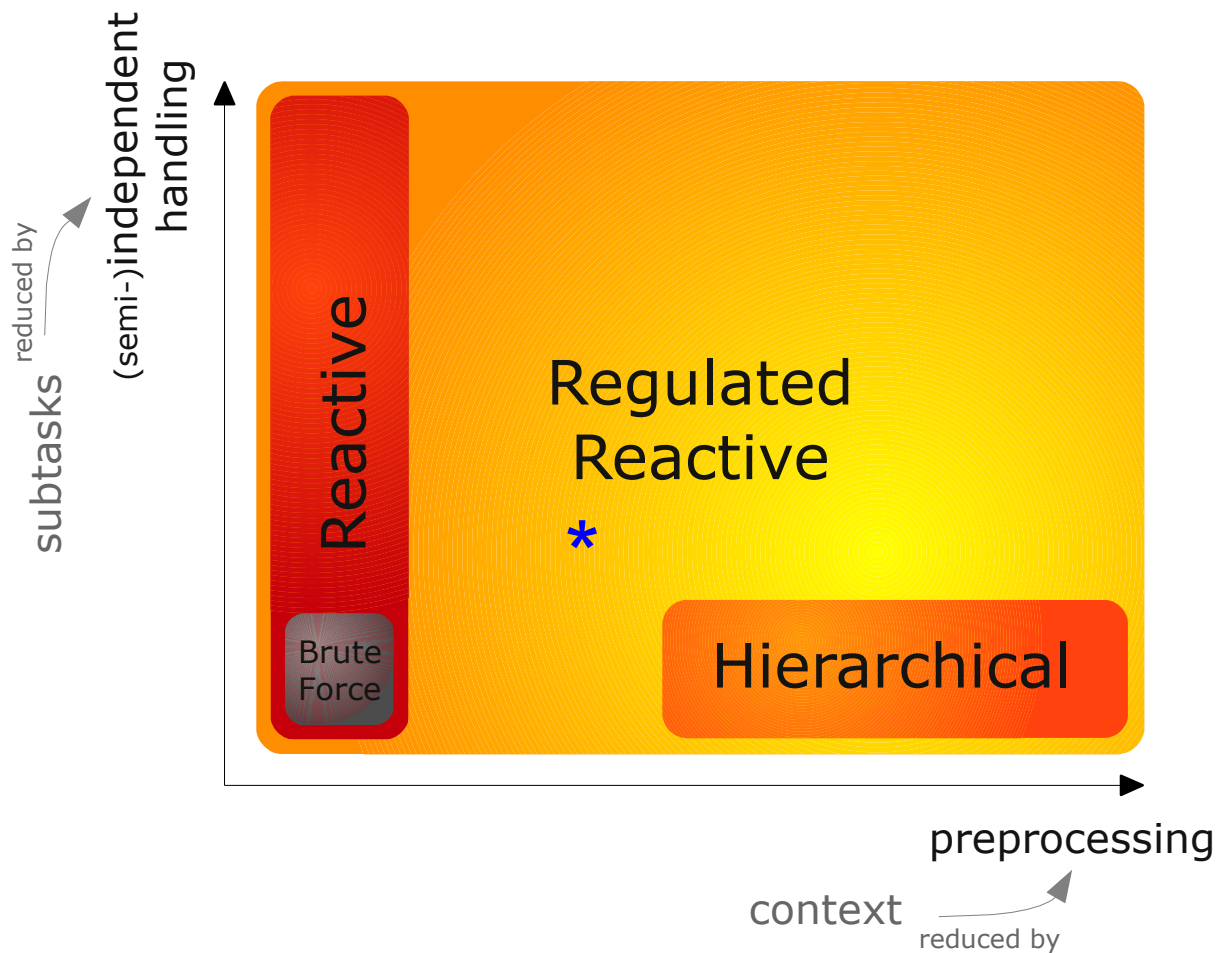 (semi-)independent
handling
reduced by
subtasks
Reactive
Regulated
Reactive
*
Brute
Force
Hierarchical
preprocessing
context
reduced by